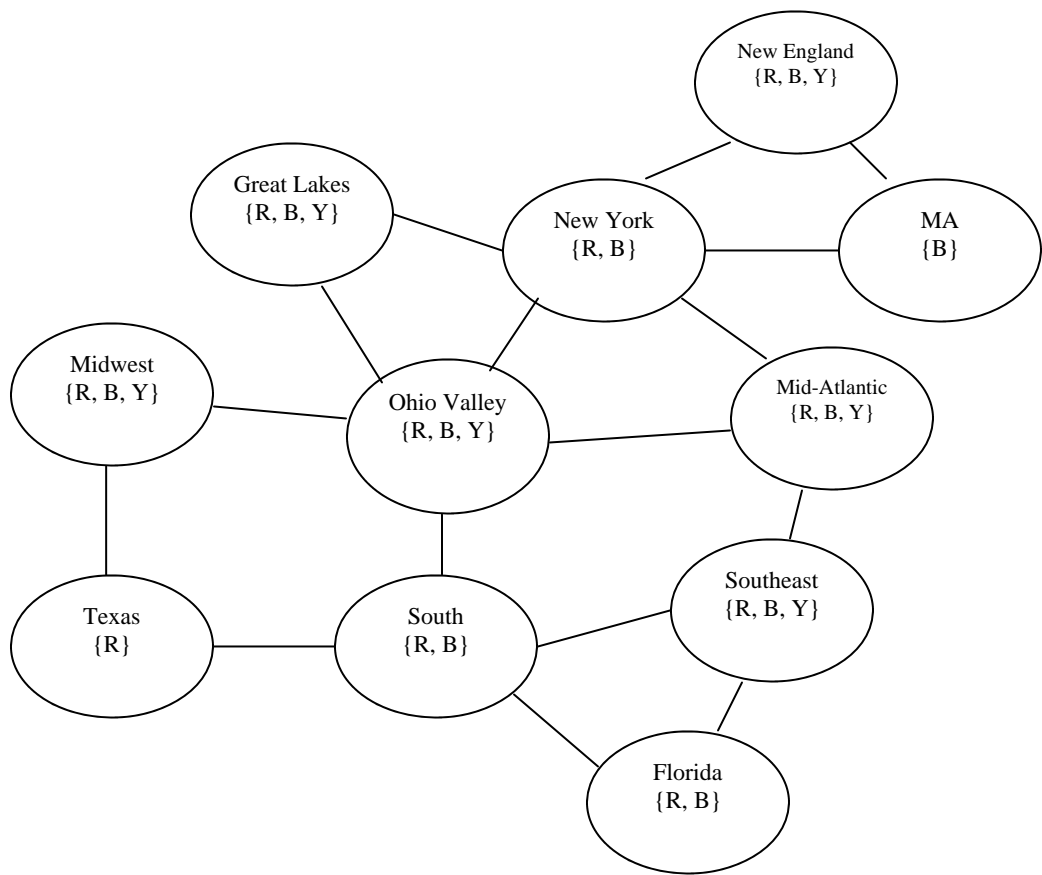 New England
{R, B, Y}
Great Lakes
{R, B, Y}
New York
{R, B}
MA
{B}
Midwest
{R, B, Y}
Ohio Valley
{R, B, Y}
Mid-Atlantic
{R, B, Y}
Texas
{R}
South
{R, B}
Southeast
{R, B, Y}
Florida
{R, B}